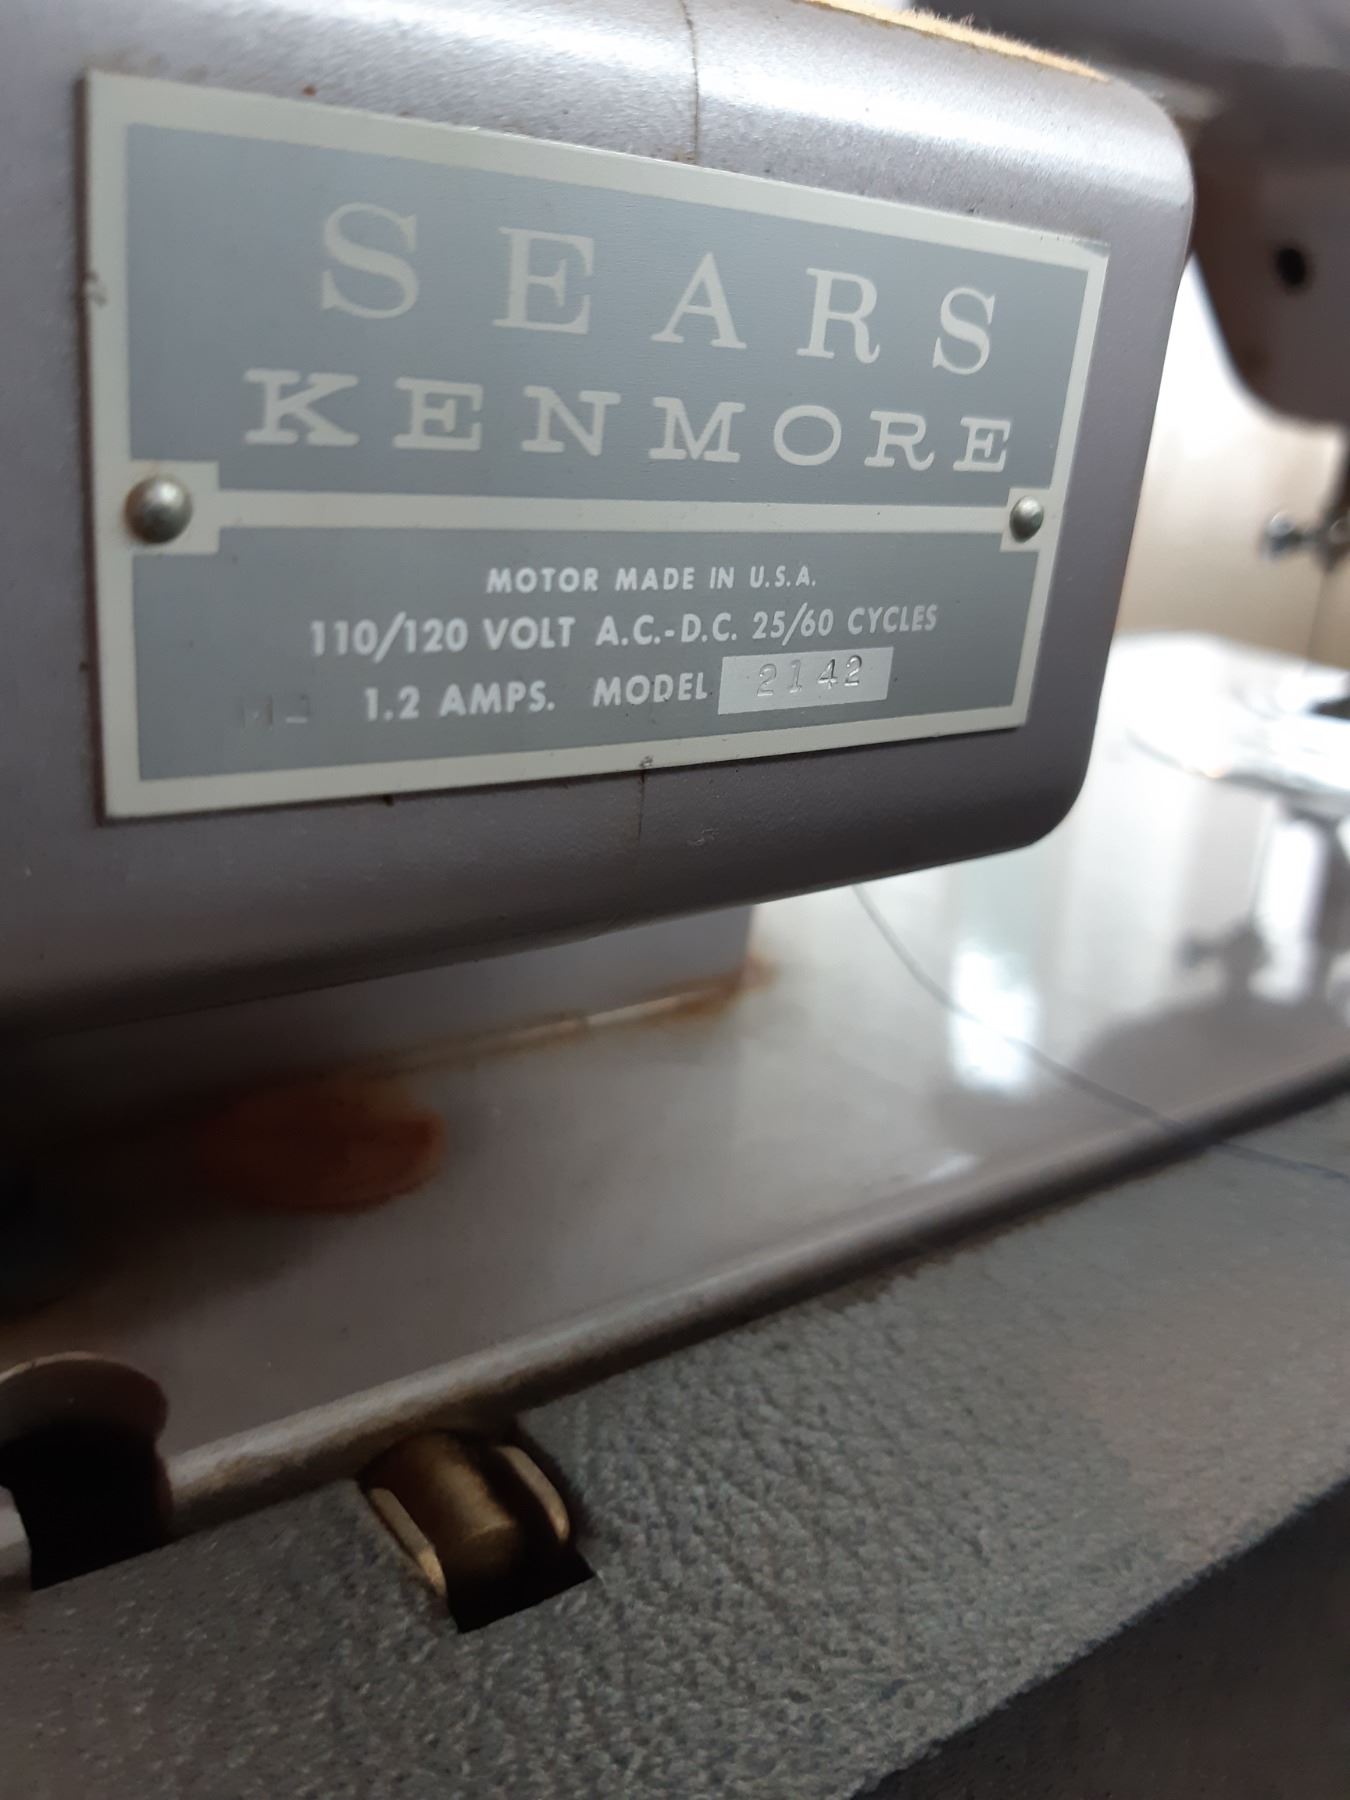 SEARS
KENMORE
MOTOR MADE IN U.S.A.
110/120 VOLT A.C.-D.C. 25/60 CYCLES
1.2 AMPS. MODEL 2142